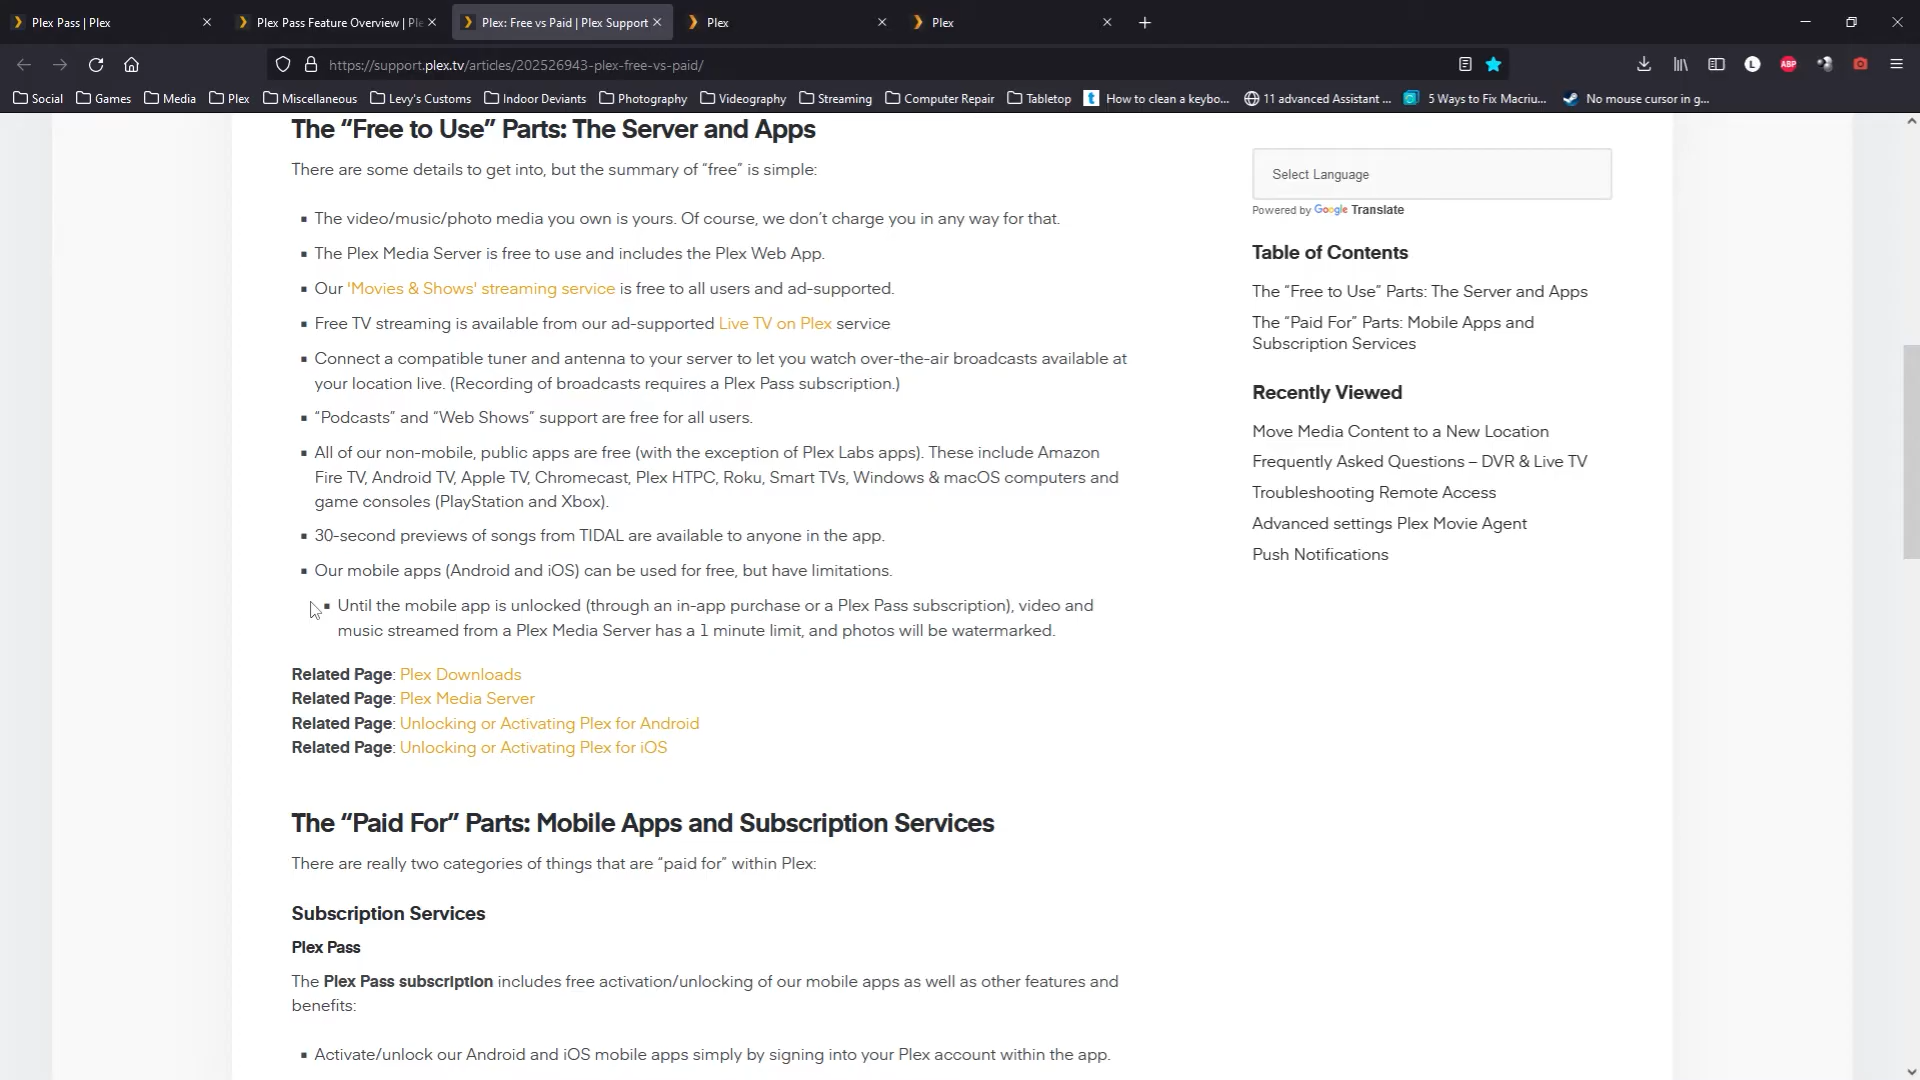 Plex Pass | Plex
Plex Pass Feature Overview | Ple
Plex: Free vs Paid | Plex Support
Plex
Plex
https://support.plex.tv/articles/202526943-plex-free-vs-paid/
ABP
Social
Games
Media
Plex
Miscellaneous
Levy's Customs
Indoor Deviants
Photography
Videography
Streaming
Computer Repair
Tabletop
How to clean a keybo...
11 advanced Assistant ...
5 Ways to Fix Macriu...
No mouse cursor in g...
The “Free to Use” Parts: The Server and Apps
There are some details to get into, but the summary of “free” is simple:
▪ The video/music/photo media you own is yours. Of course, we don’t charge you in any way for that.
▪ The Plex Media Server is free to use and includes the Plex Web App.
▪ Our 'Movies & Shows' streaming service is free to all users and ad-supported.
▪ Free TV streaming is available from our ad-supported Live TV on Plex service
▪ Connect a compatible tuner and antenna to your server to let you watch over-the-air broadcasts available at
your location live. (Recording of broadcasts requires a Plex Pass subscription.)
▪ “Podcasts” and “Web Shows” support are free for all users.
▪ All of our non-mobile, public apps are free (with the exception of Plex Labs apps). These include Amazon
Fire TV, Android TV, Apple TV, Chromecast, Plex HTPC, Roku, Smart TVs, Windows & macOS computers and
game consoles (PlayStation and Xbox).
▪ 30-second previews of songs from TIDAL are available to anyone in the app.
▪ Our mobile apps (Android and iOS) can be used for free, but have limitations.
▪ Until the mobile app is unlocked (through an in-app purchase or a Plex Pass subscription), video and
music streamed from a Plex Media Server has a 1 minute limit, and photos will be watermarked.
Related Page: Plex Downloads
Related Page: Plex Media Server
Related Page: Unlocking or Activating Plex for Android
Related Page: Unlocking or Activating Plex for iOS
The “Paid For” Parts: Mobile Apps and Subscription Services
There are really two categories of things that are “paid for” within Plex:
Subscription Services
Plex Pass
The Plex Pass subscription includes free activation/unlocking of our mobile apps as well as other features and
benefits:
▪ Activate/unlock our Android and iOS mobile apps simply by signing into your Plex account within the app.
Select Language
Powered by Google Translate
Table of Contents
The “Free to Use” Parts: The Server and Apps
The “Paid For” Parts: Mobile Apps and
Subscription Services
Recently Viewed
Move Media Content to a New Location
Frequently Asked Questions – DVR & Live TV
Troubleshooting Remote Access
Advanced settings Plex Movie Agent
Push Notifications